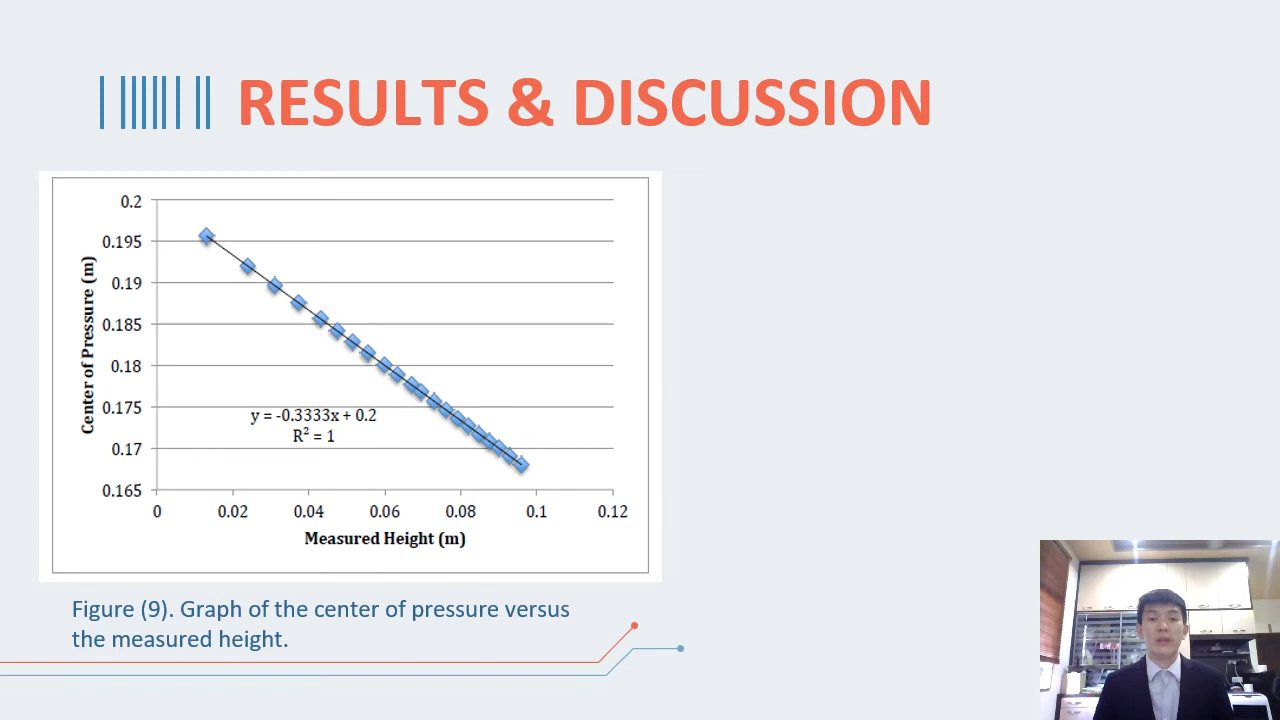 RESULTS & DISCUSSION
0.2
0.195
0.19
0.185
0.18
0.175
0.17
0.165
Center of Pressure (m)
y = -0.3333x + 0.2
R² = 1
0 0.02 0.04 0.06 0.08 0.1 0.12
Measured Height (m)
Figure (9). Graph of the center of pressure versus
the measured height.